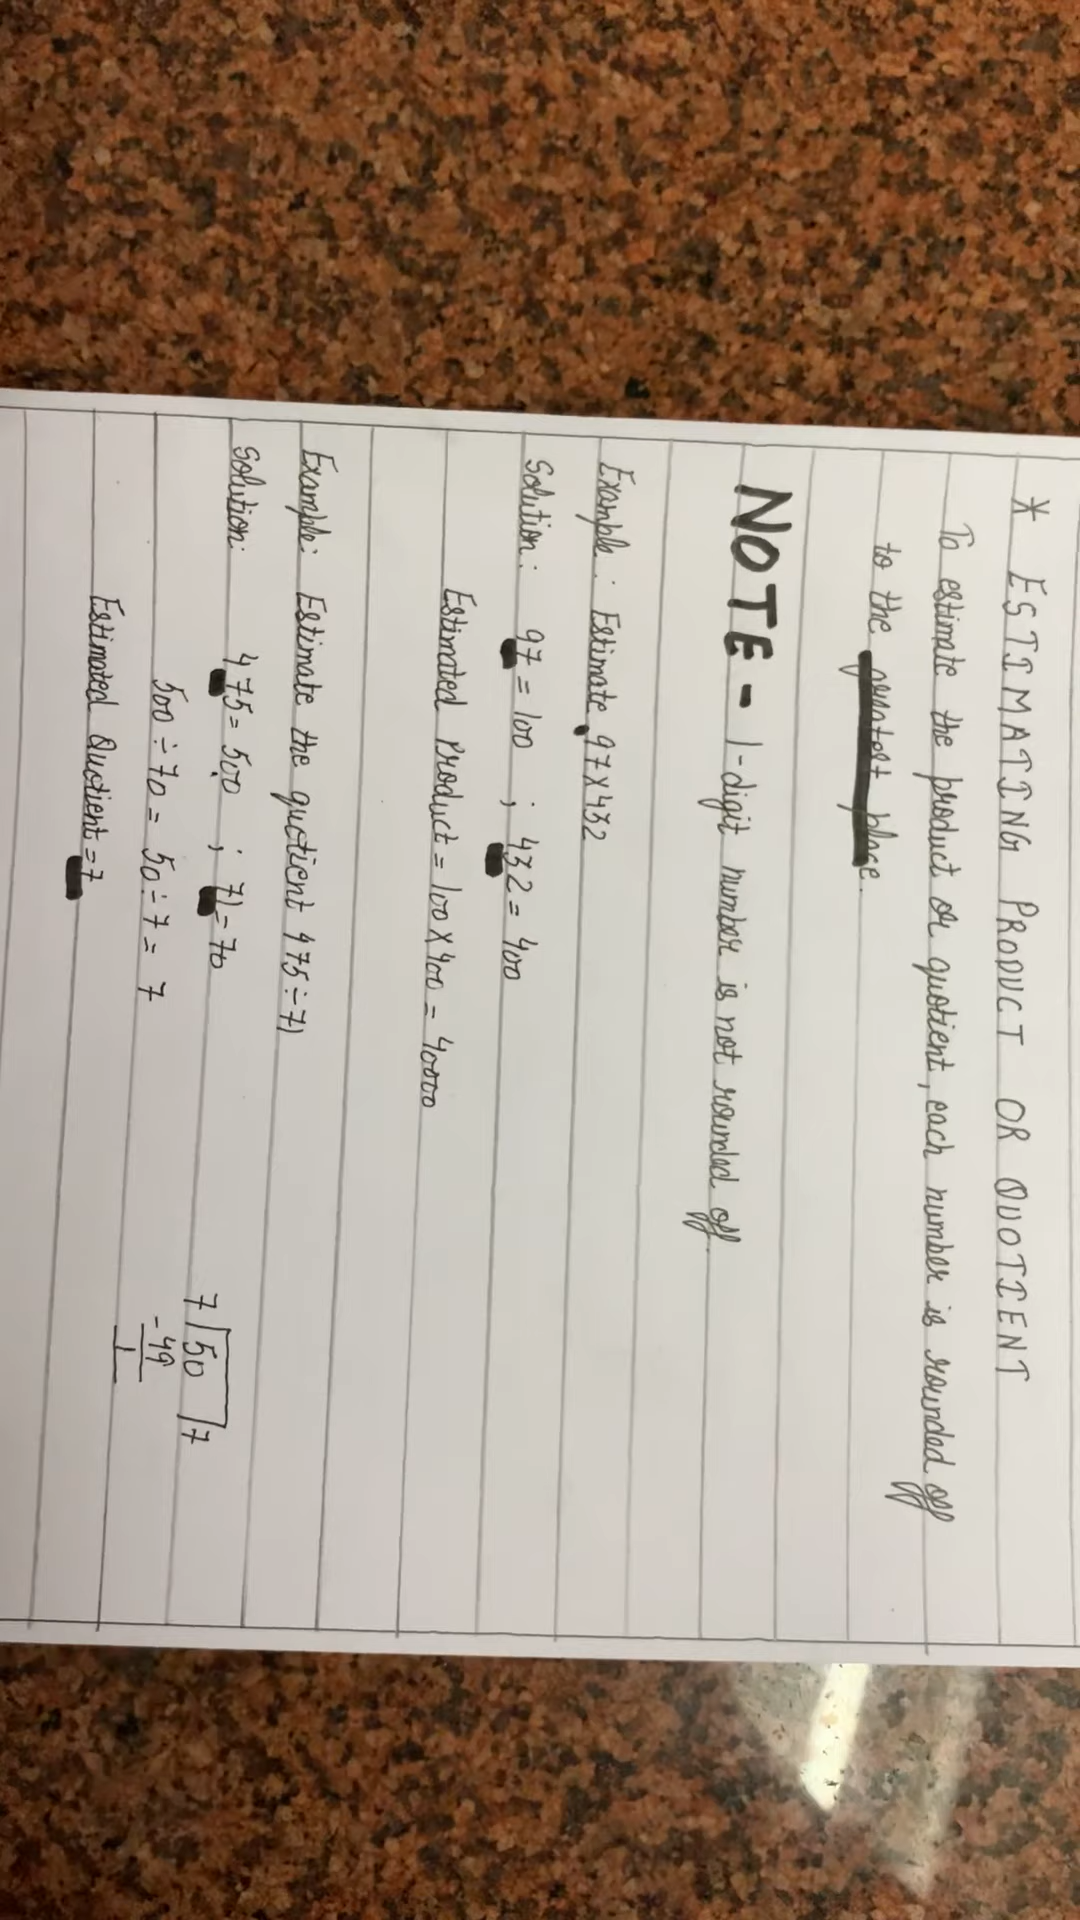 * ESTIMATING PRODUCT OR QUOTIENT
To estimate the product or quotient, each number is rounded off
to the greatest place.
NOTE - 1-digit number is not rounded off.
Example : Estimate 97x432
Solution : 97 = 100 ; 432 = 400
Estimated Product = 100 X 400 = 40000
Example : Estimate the quotient 475÷71
Solution : 475 = 500 ; 71 = 70
500 ÷ 70 = 50 ÷ 7 = 7
Estimated Quotient = 7
7 50 7
- 49
1